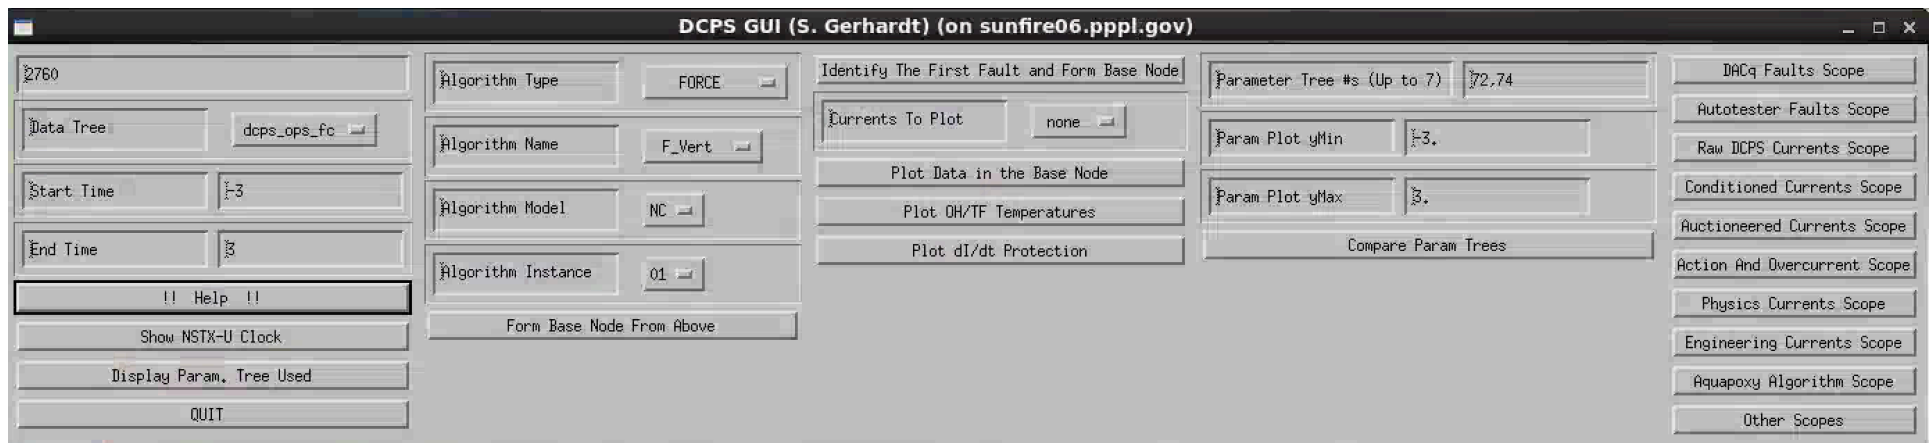 DCPS GUI (S. Gerhardt) (on sunfire06.pppl.gov)
2760
Data Tree
dcps_ops_fc
Start Time
-3
End Time
3
!! Help !!
Show NSTX-U Clock
Display Param. Tree Used
QUIT
Algorithm Type
FORCE
Algorithm Name
F_Vert
Algorithm Model
NC
Algorithm Instance
01
Form Base Node From Above
Identify The First Fault and Form Base Node
Currents To Plot
none
Plot Data in the Base Node
Plot OH/TF Temperatures
Plot dI/dt Protection
Parameter Tree #s (Up to 7)
72,74
Param Plot yMin
-3.
Param Plot yMax
3.
Compare Param Trees
DACq Faults Scope
Autotester Faults Scope
Raw DCPS Currents Scope
Conditioned Currents Scope
Auctioneered Currents Scope
Action And Overcurrent Scope
Physics Currents Scope
Engineering Currents Scope
Aquapoxy Algorithm Scope
Other Scopes